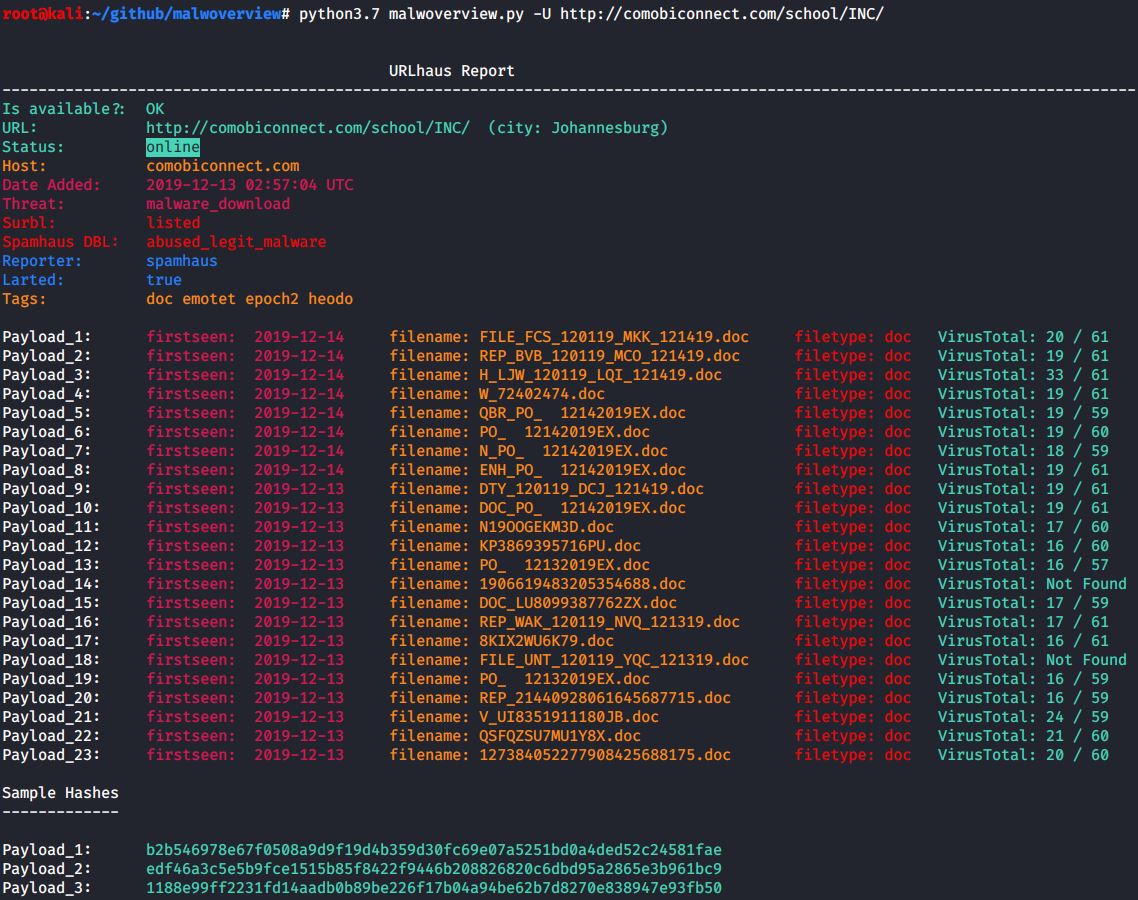 root@kali:~/github/malwoverview# python3.7 malwoverview.py -U http://comobiconnect.com/school/INC/
URLhaus Report
------------------------------------------------------------------------------------------------------------------------------
Is available?: OK
URL: http://comobiconnect.com/school/INC/ (city: Johannesburg)
Status: online
Host: comobiconnect.com
Date Added: 2019-12-13 02:57:04 UTC
Threat: malware_download
Surbl: listed
Spamhaus DBL: abused_legit_malware
Reporter: spamhaus
Larted: true
Tags: doc emotet epoch2 heodo
Payload_1: firstseen: 2019-12-14 filename: FILE_FCS_120119_MKK_121419.doc filetype: doc VirusTotal: 20 / 61
Payload_2: firstseen: 2019-12-14 filename: REP_BVB_120119_MCO_121419.doc filetype: doc VirusTotal: 19 / 61
Payload_3: firstseen: 2019-12-14 filename: H_LJW_120119_LQI_121419.doc filetype: doc VirusTotal: 33 / 61
Payload_4: firstseen: 2019-12-14 filename: W_72402474.doc filetype: doc VirusTotal: 19 / 61
Payload_5: firstseen: 2019-12-14 filename: QBR_PO_  12142019EX.doc filetype: doc VirusTotal: 19 / 59
Payload_6: firstseen: 2019-12-14 filename: PO_  12142019EX.doc filetype: doc VirusTotal: 19 / 60
Payload_7: firstseen: 2019-12-14 filename: N_PO_  12142019EX.doc filetype: doc VirusTotal: 18 / 59
Payload_8: firstseen: 2019-12-14 filename: ENH_PO_  12142019EX.doc filetype: doc VirusTotal: 19 / 61
Payload_9: firstseen: 2019-12-13 filename: DTY_120119_DCJ_121419.doc filetype: doc VirusTotal: 19 / 61
Payload_10: firstseen: 2019-12-13 filename: DOC_PO_  12142019EX.doc filetype: doc VirusTotal: 19 / 61
Payload_11: firstseen: 2019-12-13 filename: N19OOGEKM3D.doc filetype: doc VirusTotal: 17 / 60
Payload_12: firstseen: 2019-12-13 filename: KP3869395716PU.doc filetype: doc VirusTotal: 16 / 60
Payload_13: firstseen: 2019-12-13 filename: PO_  12132019EX.doc filetype: doc VirusTotal: 16 / 57
Payload_14: firstseen: 2019-12-13 filename: 1906619483205354688.doc filetype: doc VirusTotal: Not Found
Payload_15: firstseen: 2019-12-13 filename: DOC_LU8099387762ZX.doc filetype: doc VirusTotal: 17 / 59
Payload_16: firstseen: 2019-12-13 filename: REP_WAK_120119_NVQ_121319.doc filetype: doc VirusTotal: 17 / 61
Payload_17: firstseen: 2019-12-13 filename: 8KIX2WU6K79.doc filetype: doc VirusTotal: 16 / 61
Payload_18: firstseen: 2019-12-13 filename: FILE_UNT_120119_YQC_121319.doc filetype: doc VirusTotal: Not Found
Payload_19: firstseen: 2019-12-13 filename: PO_  12132019EX.doc filetype: doc VirusTotal: 16 / 59
Payload_20: firstseen: 2019-12-13 filename: REP_21440928061645687715.doc filetype: doc VirusTotal: 16 / 59
Payload_21: firstseen: 2019-12-13 filename: V_UI8351911180JB.doc filetype: doc VirusTotal: 24 / 59
Payload_22: firstseen: 2019-12-13 filename: QSFQZSU7MU1Y8X.doc filetype: doc VirusTotal: 21 / 60
Payload_23: firstseen: 2019-12-13 filename: 127384052277908425688175.doc filetype: doc VirusTotal: 20 / 60
Sample Hashes
-------------
Payload_1: b2b546978e67f0508a9d9f19d4b359d30fc69e07a5251bd0a4ded52c24581fae
Payload_2: edf46a3c5e5b9fce1515b85f8422f9446b208826820c6dbd95a2865e3b961bc9
Payload_3: 1188e99ff2231fd14aadb0b89be226f17b04a94be62b7d8270e838947e93fb50